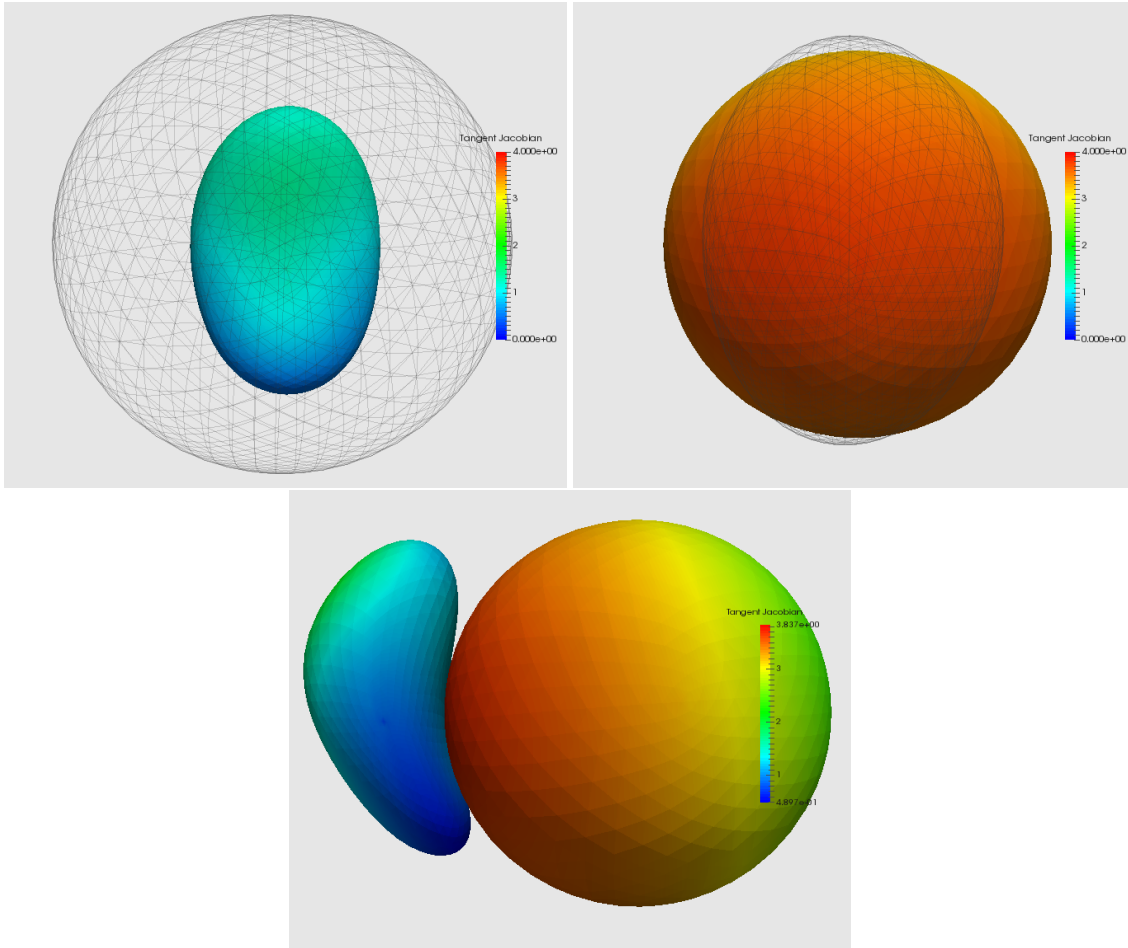 Tangent Jacobian
4.000e+00
3
2
1
0.000e+00
Tangent Jacobian
4.000e+00
3
2
1
0.000e+00
Tangent Jacobian
3.837e+00
3
2
1
4.897e-01